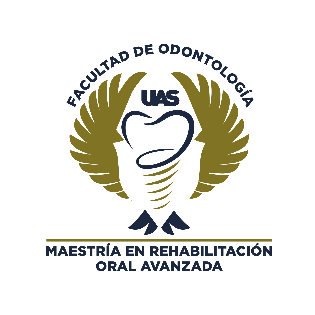 FACULTAD DE ODONTOLOGÍA
UAS
MAESTRÍA EN REHABILITACIÓN
ORAL AVANZADA